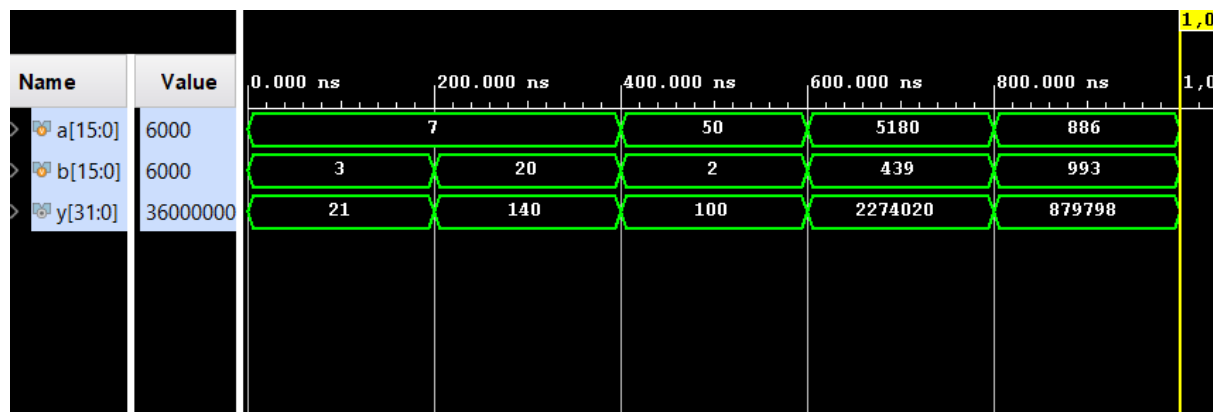 1,0
Name Value 0.000 ns 200.000 ns 400.000 ns 600.000 ns 800.000 ns 1,0
a[15:0] 6000 7 50 5180 886
b[15:0] 6000 3 20 2 439 993
y[31:0] 36000000 21 140 100 2274020 879798